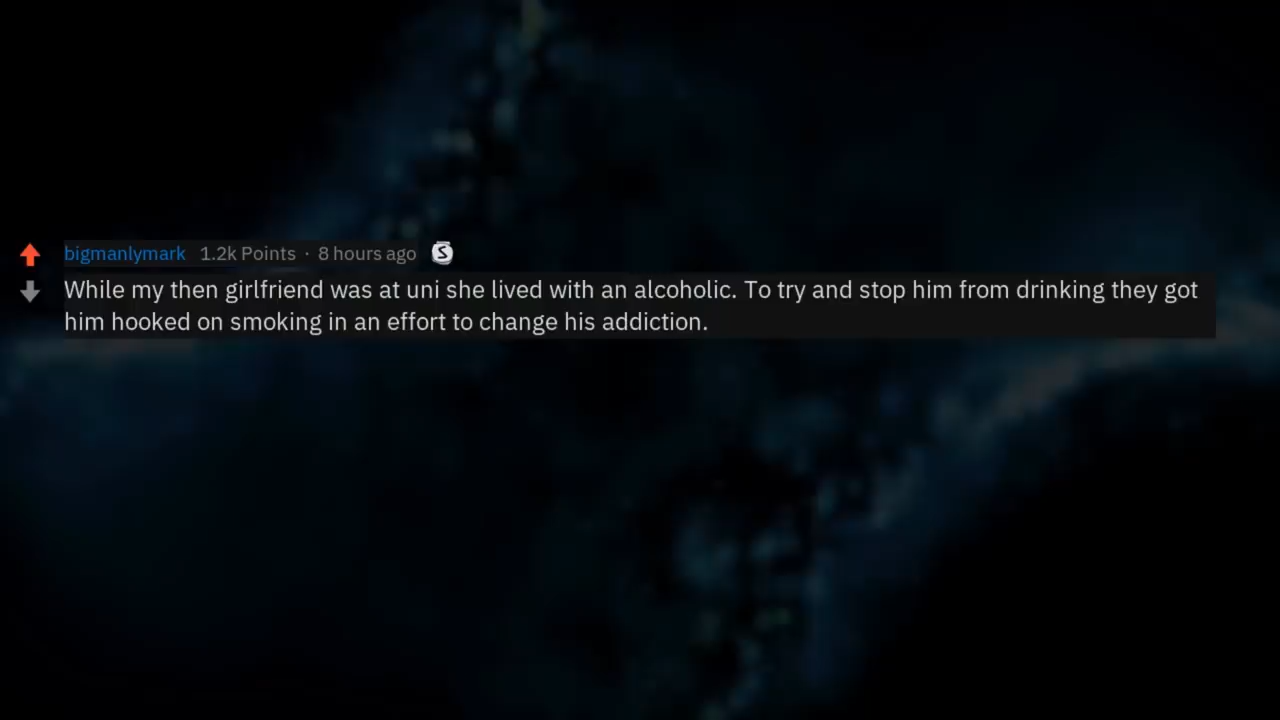 bigmanlymark 1.2k Points · 8 hours ago S
While my then girlfriend was at uni she lived with an alcoholic. To try and stop him from drinking they got
him hooked on smoking in an effort to change his addiction.